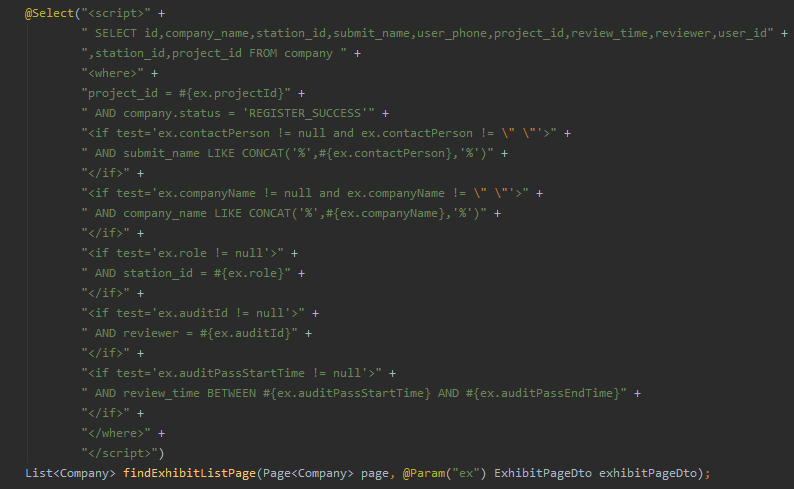 @Select("<script>" +
" SELECT id,company_name,station_id,submit_name,user_phone,project_id,review_time,reviewer,user_id" +
",station_id,project_id FROM company " +
"<where>" +
"project_id = #{ex.projectId}" +
" AND company.status = 'REGISTER_SUCCESS'" +
"<if test='ex.contactPerson != null and ex.contactPerson != \" \"'>" +
" AND submit_name LIKE CONCAT('%',#{ex.contactPerson},'%')" +
"</if>" +
"<if test='ex.companyName != null and ex.companyName != \" \"'>" +
" AND company_name LIKE CONCAT('%',#{ex.companyName},'%')" +
"</if>" +
"<if test='ex.role != null'>" +
" AND station_id = #{ex.role}" +
"</if>" +
"<if test='ex.auditId != null'>" +
" AND reviewer = #{ex.auditId}" +
"</if>" +
"<if test='ex.auditPassStartTime != null'>" +
" AND review_time BETWEEN #{ex.auditPassStartTime} AND #{ex.auditPassEndTime}" +
"</if>" +
"</where>" +
"</script>")
List<Company> findExhibitListPage(Page<Company> page, @Param("ex") ExhibitPageDto exhibitPageDto);